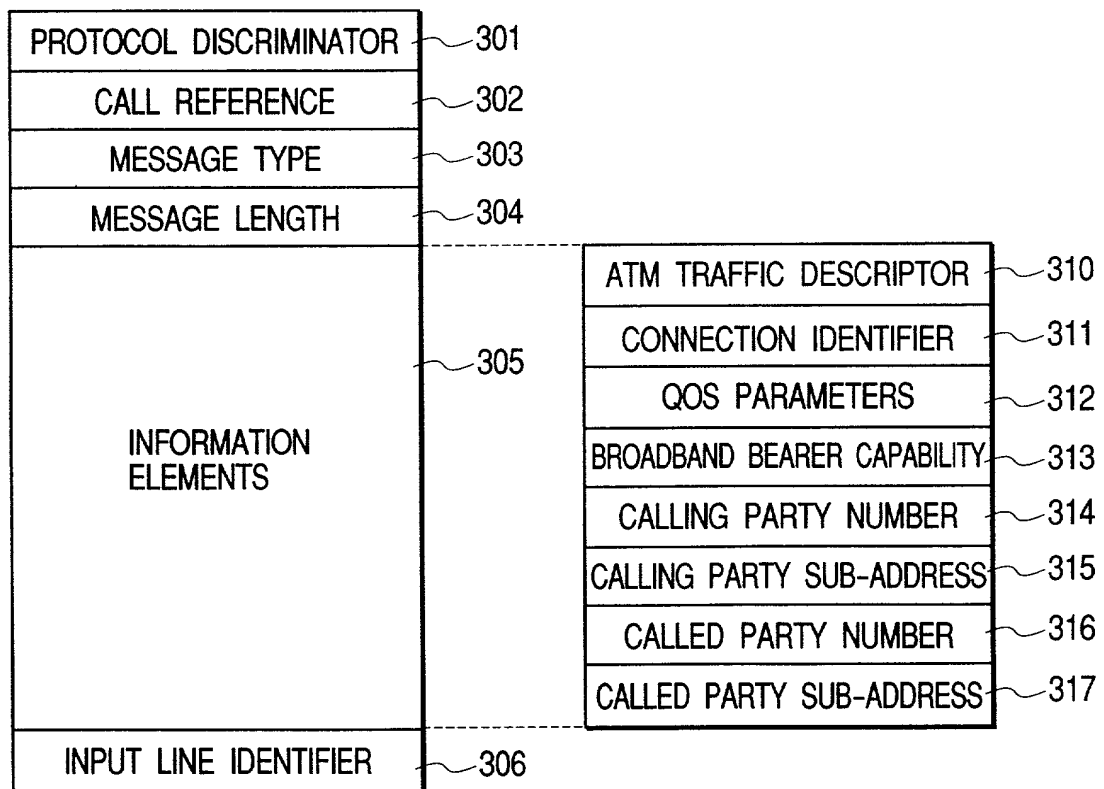 PROTOCOL DISCRIMINATOR 301
CALL REFERENCE 302
MESSAGE TYPE 303
MESSAGE LENGTH 304
INFORMATION
ELEMENTS
305
INPUT LINE IDENTIFIER 306
ATM TRAFFIC DESCRIPTOR 310
CONNECTION IDENTIFIER 311
QOS PARAMETERS 312
BROADBAND BEARER CAPABILITY 313
CALLING PARTY NUMBER 314
CALLING PARTY SUB-ADDRESS 315
CALLED PARTY NUMBER 316
CALLED PARTY SUB-ADDRESS 317